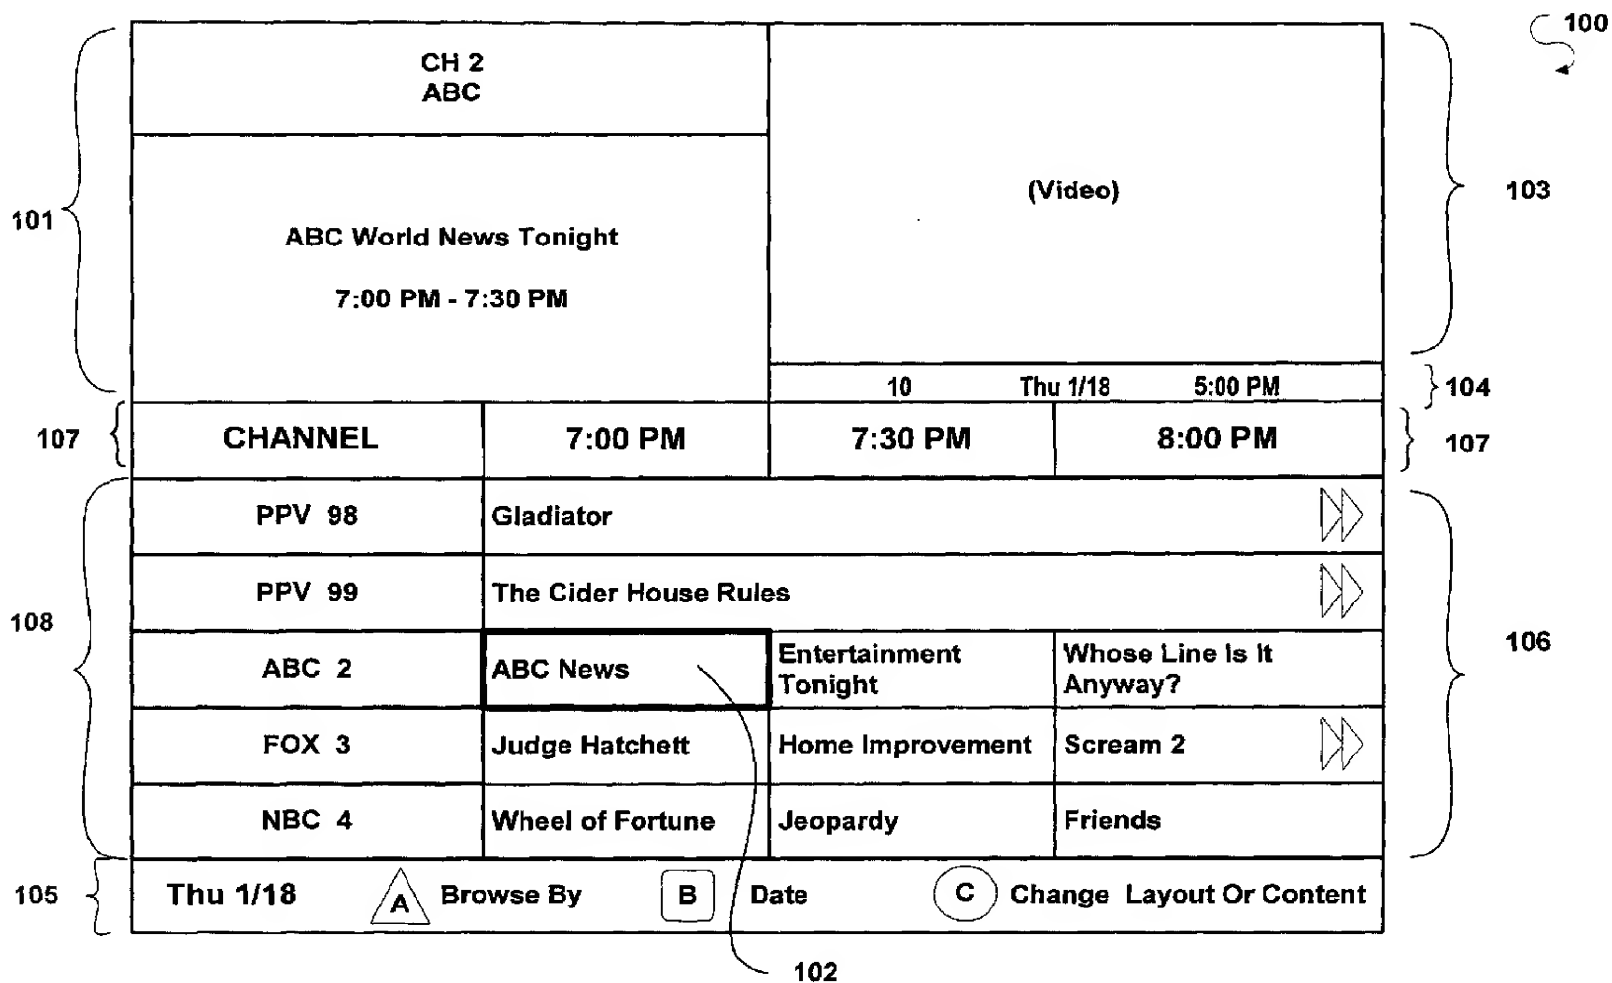 100
CH 2
ABC
(Video)
103
101
ABC World News Tonight
7:00 PM - 7:30 PM
10 Thu 1/18 5:00 PM
104
107
CHANNEL 7:00 PM 7:30 PM 8:00 PM
107
PPV 98 Gladiator
PPV 99 The Cider House Rules
108
106
ABC 2 ABC News Entertainment Tonight Whose Line Is It Anyway?
FOX 3 Judge Hatchett Home Improvement Scream 2
NBC 4 Wheel of Fortune Jeopardy Friends
105
Thu 1/18 A Browse By B Date C Change Layout Or Content
102